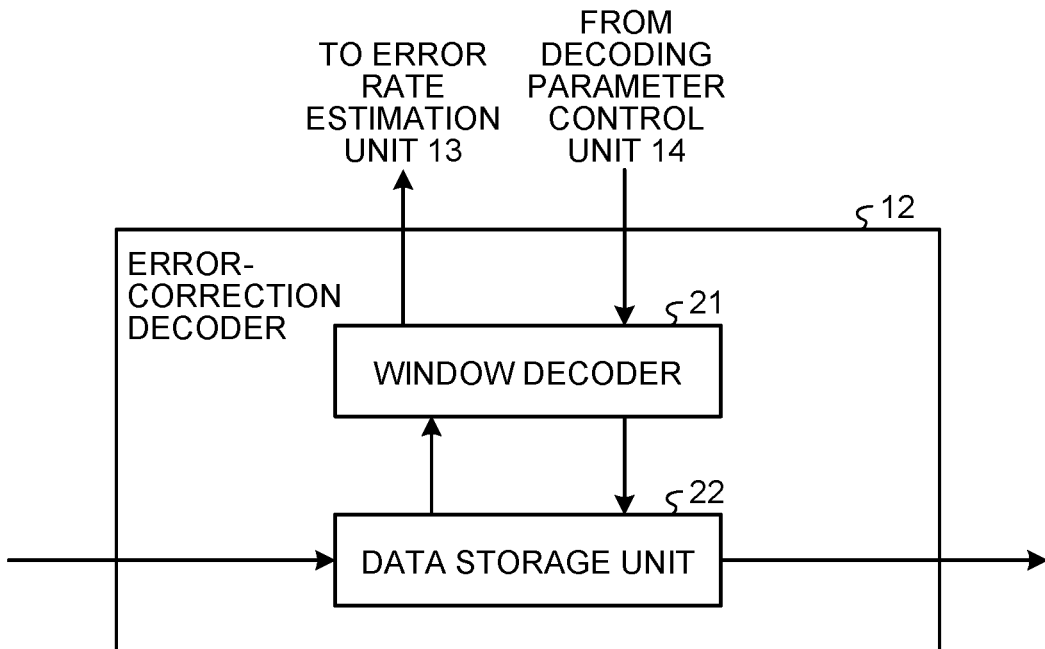 TO ERROR
RATE
ESTIMATION
UNIT 13
FROM
DECODING
PARAMETER
CONTROL
UNIT 14
12
ERROR-
CORRECTION
DECODER
21
WINDOW DECODER
22
DATA STORAGE UNIT